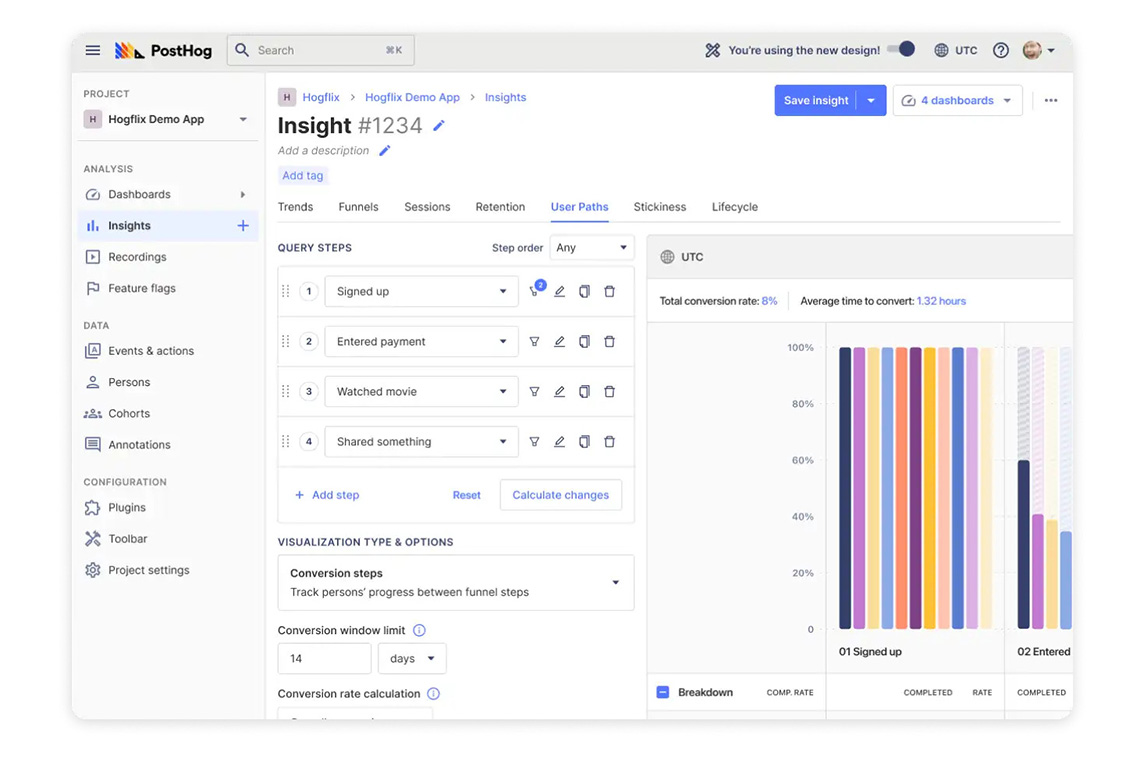 PostHog
Search ⌘K
You're using the new design!
UTC
PROJECT
H Hogflix Demo App
ANALYSIS
Dashboards
Insights
Recordings
Feature flags
DATA
Events & actions
Persons
Cohorts
Annotations
CONFIGURATION
Plugins
Toolbar
Project settings
H Hogflix > Hogflix Demo App > Insights
Insight #1234
Add a description
Add tag
Save insight
4 dashboards
Trends Funnels Sessions Retention User Paths Stickiness Lifecycle
QUERY STEPS Step order Any
1 Signed up 2
2 Entered payment
3 Watched movie
4 Shared something
+ Add step Reset Calculate changes
VISUALIZATION TYPE & OPTIONS
Conversion steps
Track persons' progress between funnel steps
Conversion window limit
14 days
Conversion rate calculation
UTC
Total conversion rate: 8% Average time to convert: 1.32 hours
100%
80%
60%
40%
20%
0
01 Signed up 02 Entered
Breakdown COMP. RATE COMPLETED RATE COMPLETED